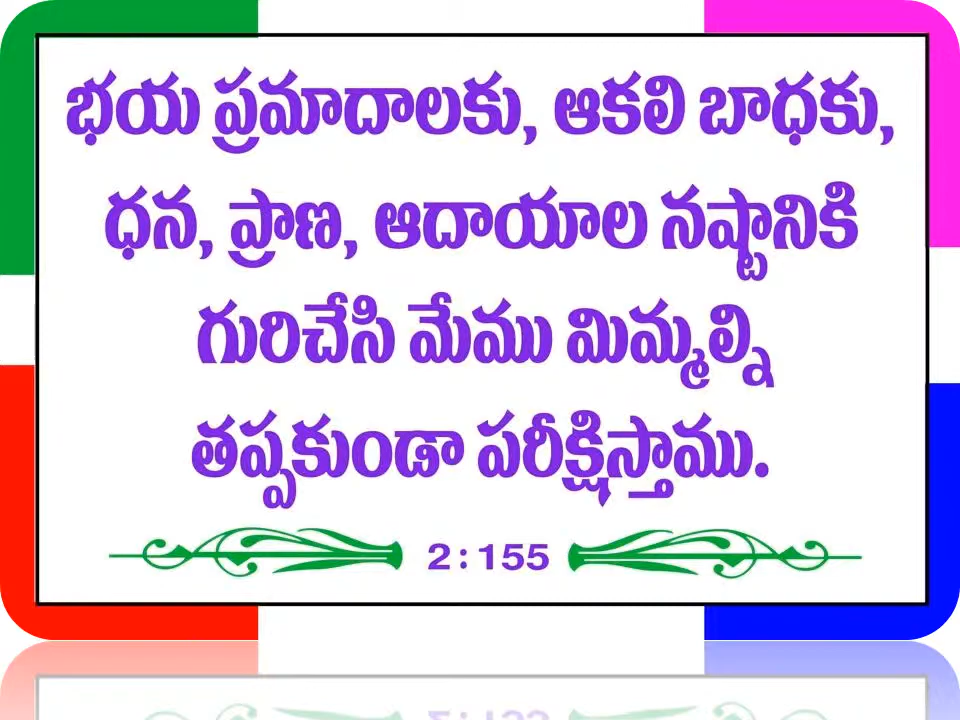 భయ ప్రమాదాలకు, ఆకలి బాధకు,
ధన, ప్రాణ, ఆదాయాల నష్టానికి
గురిచేసి మేము మిమ్మల్ని
తప్పకుండా పరీక్షిస్తాము.
2:155